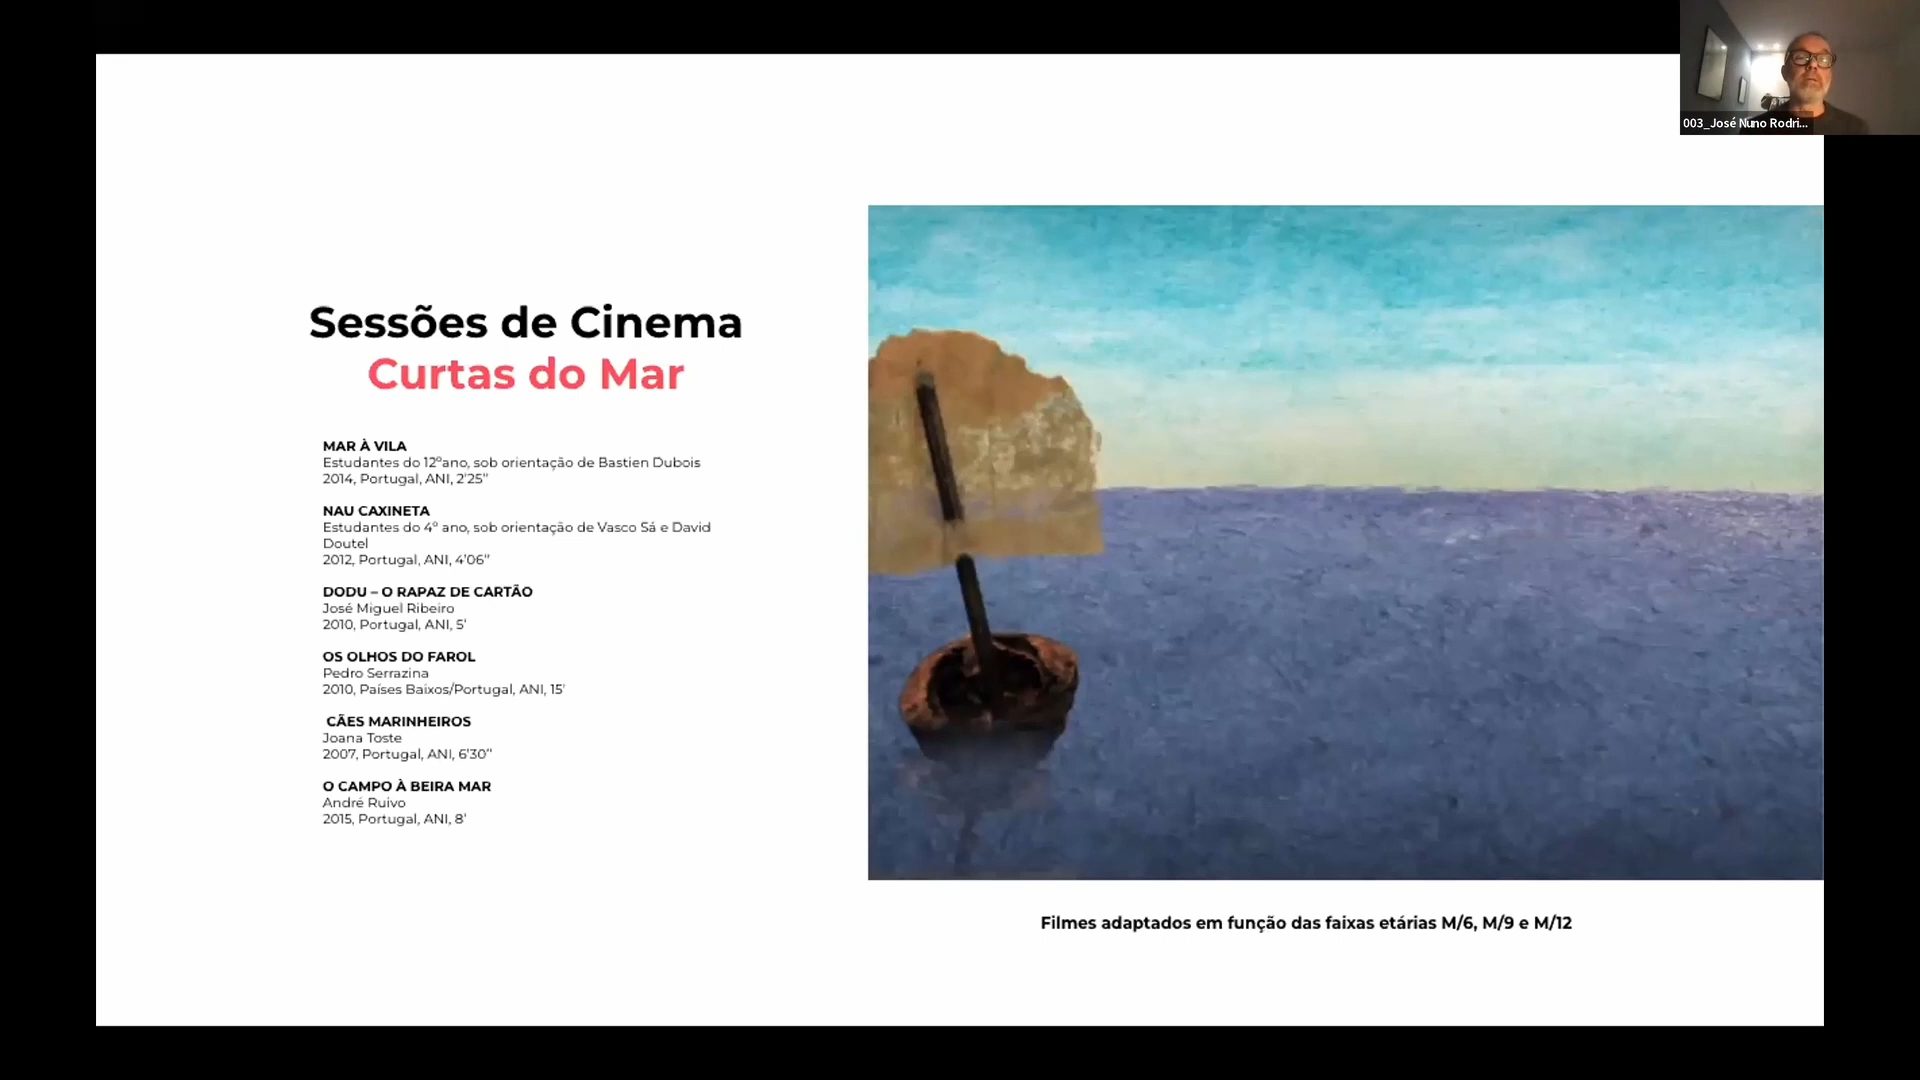 003_José Nuno Rodri...
Sessões de Cinema
Curtas do Mar
MAR À VILA
Estudantes do 12ºano, sob orientação de Bastien Dubois
2014, Portugal, ANI, 2'25''
NAU CAXINETA
Estudantes do 4º ano, sob orientação de Vasco Sá e David
Doutel
2012, Portugal, ANI, 4'06''
DODU – O RAPAZ DE CARTÃO
José Miguel Ribeiro
2010, Portugal, ANI, 5'
OS OLHOS DO FAROL
Pedro Serrazina
2010, Países Baixos/Portugal, ANI, 15'
CÃES MARINHEIROS
Joana Toste
2007, Portugal, ANI, 6'30''
O CAMPO À BEIRA MAR
André Ruivo
2015, Portugal, ANI, 8'
Filmes adaptados em função das faixas etárias M/6, M/9 e M/12